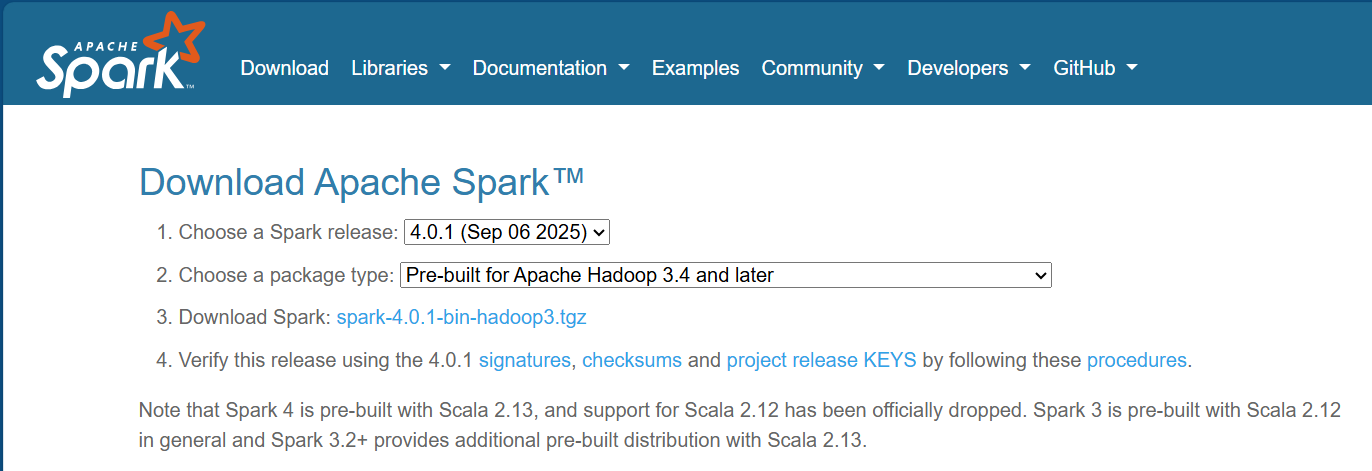 APACHE
Spark™
Download Libraries Documentation Examples Community Developers GitHub
Download Apache Spark™
1. Choose a Spark release: 4.0.1 (Sep 06 2025)
2. Choose a package type: Pre-built for Apache Hadoop 3.4 and later
3. Download Spark: spark-4.0.1-bin-hadoop3.tgz
4. Verify this release using the 4.0.1 signatures, checksums and project release KEYS by following these procedures.
Note that Spark 4 is pre-built with Scala 2.13, and support for Scala 2.12 has been officially dropped. Spark 3 is pre-built with Scala 2.12
in general and Spark 3.2+ provides additional pre-built distribution with Scala 2.13.